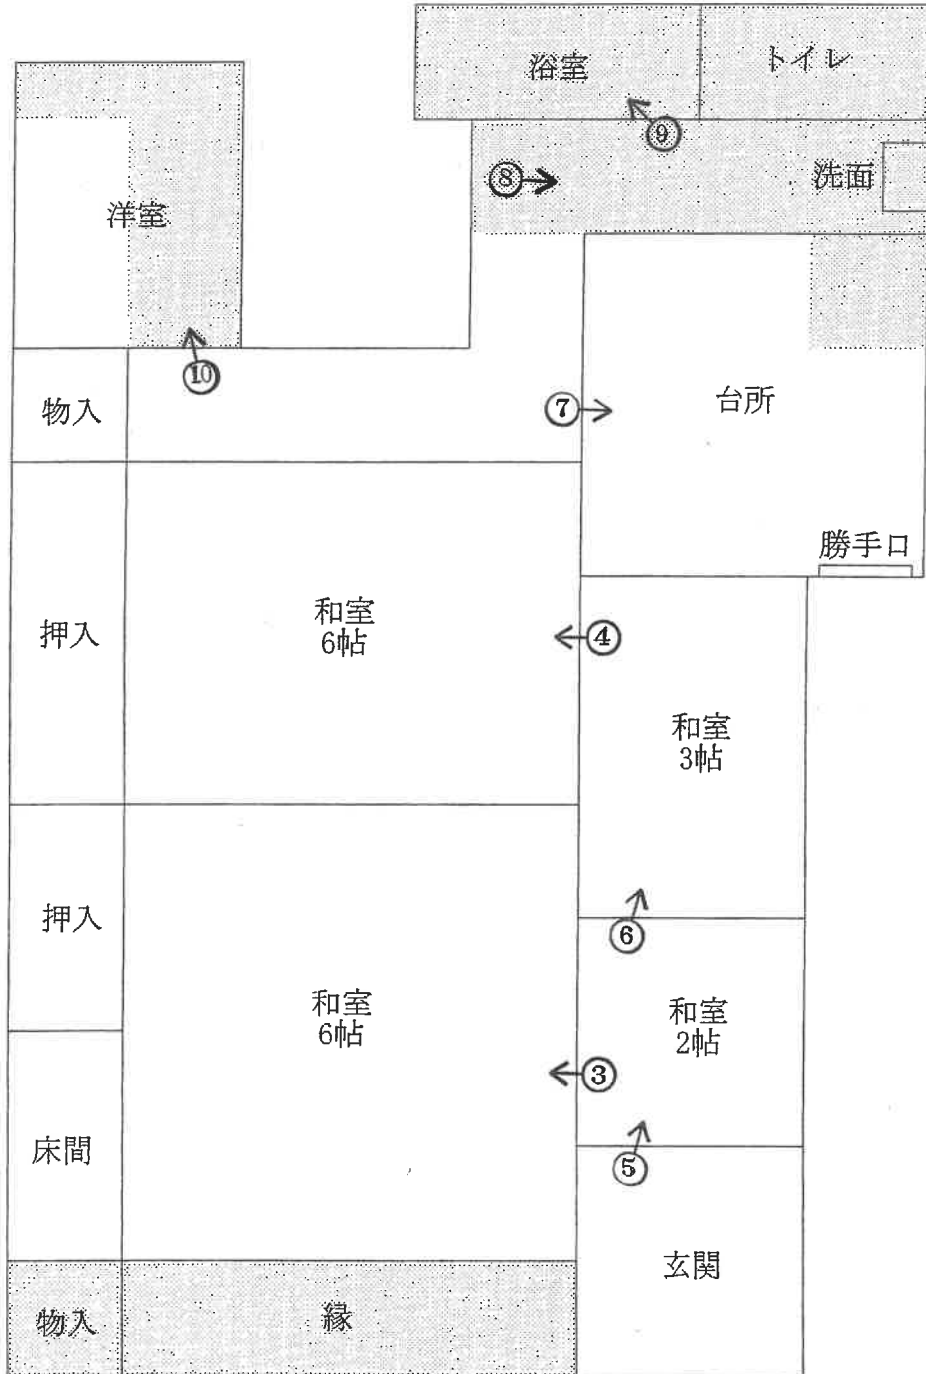 浴室
トイレ
⑨
⑧
洗面
洋室
⑩
物入
⑦
台所
勝手口
押入
和室
6帖
④
和室
3帖
押入
⑥
和室
6帖
和室
2帖
③
床間
⑤
玄関
物入
縁